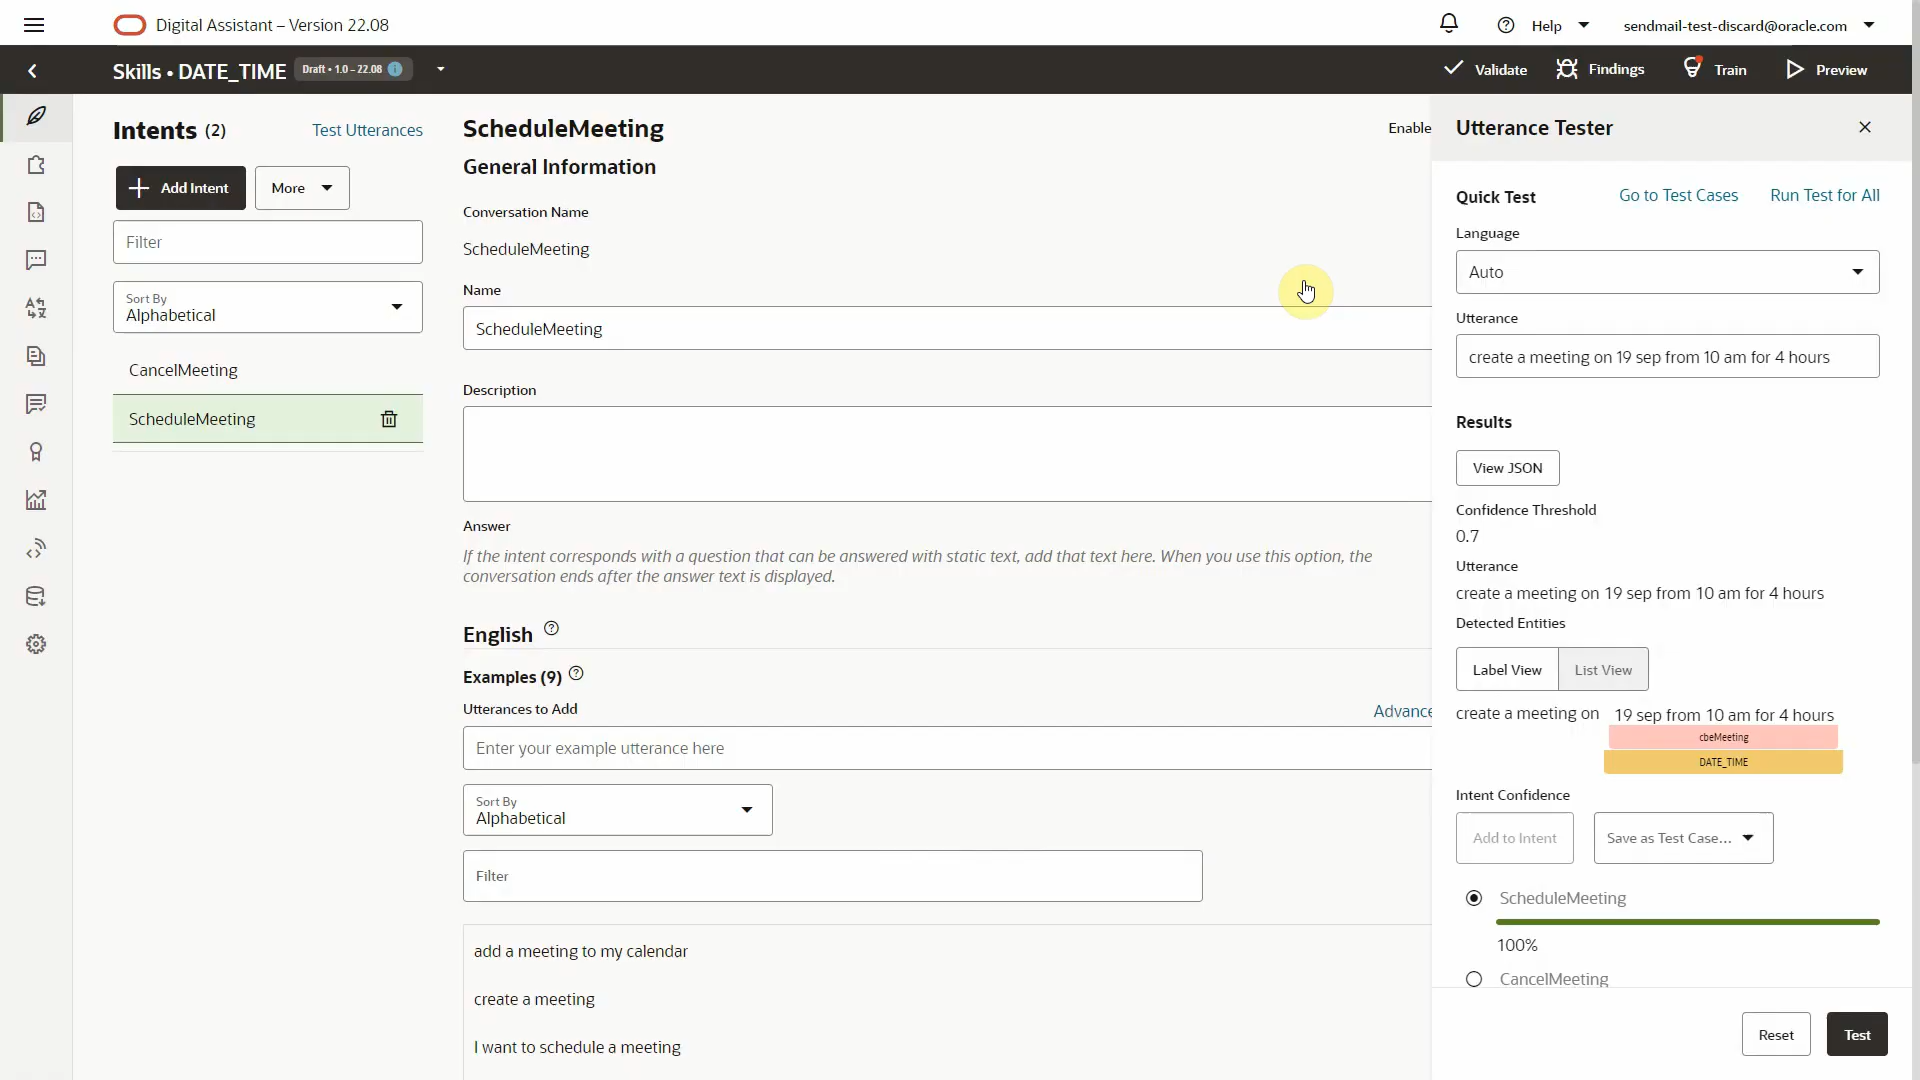 Digital Assistant – Version 22.08
Help
sendmail-test-discard@oracle.com
Skills • DATE_TIME
Draft • 1.0 – 22.08
Validate
Findings
Train
Preview
Intents (2)
Test Utterances
Add Intent
More
Filter
Sort By
Alphabetical
CancelMeeting
ScheduleMeeting
ScheduleMeeting
Enable
General Information
Conversation Name
ScheduleMeeting
Name
ScheduleMeeting
Description
Answer
If the intent corresponds with a question that can be answered with static text, add that text here. When you use this option, the
conversation ends after the answer text is displayed.
English
Examples (9)
Utterances to Add
Advance
Enter your example utterance here
Sort By
Alphabetical
Filter
add a meeting to my calendar
create a meeting
I want to schedule a meeting
Utterance Tester
Quick Test
Go to Test Cases
Run Test for All
Language
Auto
Utterance
create a meeting on 19 sep from 10 am for 4 hours
Results
View JSON
Confidence Threshold
0.7
Utterance
create a meeting on 19 sep from 10 am for 4 hours
Detected Entities
Label View
List View
create a meeting on 19 sep from 10 am for 4 hours
cbeMeeting
DATE_TIME
Intent Confidence
Add to Intent
Save as Test Case...
ScheduleMeeting
100%
CancelMeeting
Reset
Test